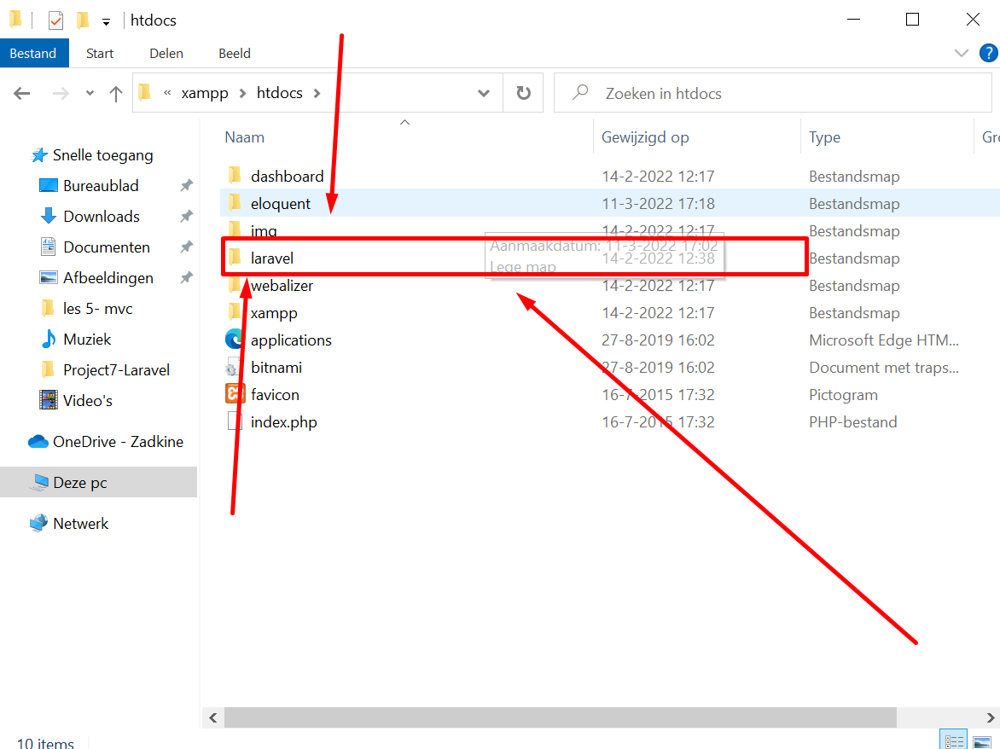 htdocs
Bestand Start Delen Beeld ?
« xampp > htdocs > Zoeken in htdocs
Naam Gewijzigd op Type Gr
Snelle toegang
Bureaublad
Downloads
Documenten
Afbeeldingen
les 5- mvc
Muziek
Project7-Laravel
Video's
OneDrive - Zadkine
Deze pc
Netwerk
dashboard 14-2-2022 12:17 Bestandsmap
eloquent 11-3-2022 17:18 Bestandsmap
img 14-2-2022 12:17 Bestandsmap
Aanmaakdatum: 11-3-2022 17:02
Lege map
laravel 14-2-2022 12:38 Bestandsmap
webalizer 14-2-2022 12:17 Bestandsmap
xampp 14-2-2022 12:17 Bestandsmap
applications 27-8-2019 16:02 Microsoft Edge HTM...
bitnami 27-8-2019 16:02 Document met traps...
favicon 16-7-2015 17:32 Pictogram
index.php 16-7-2015 17:32 PHP-bestand
10 items